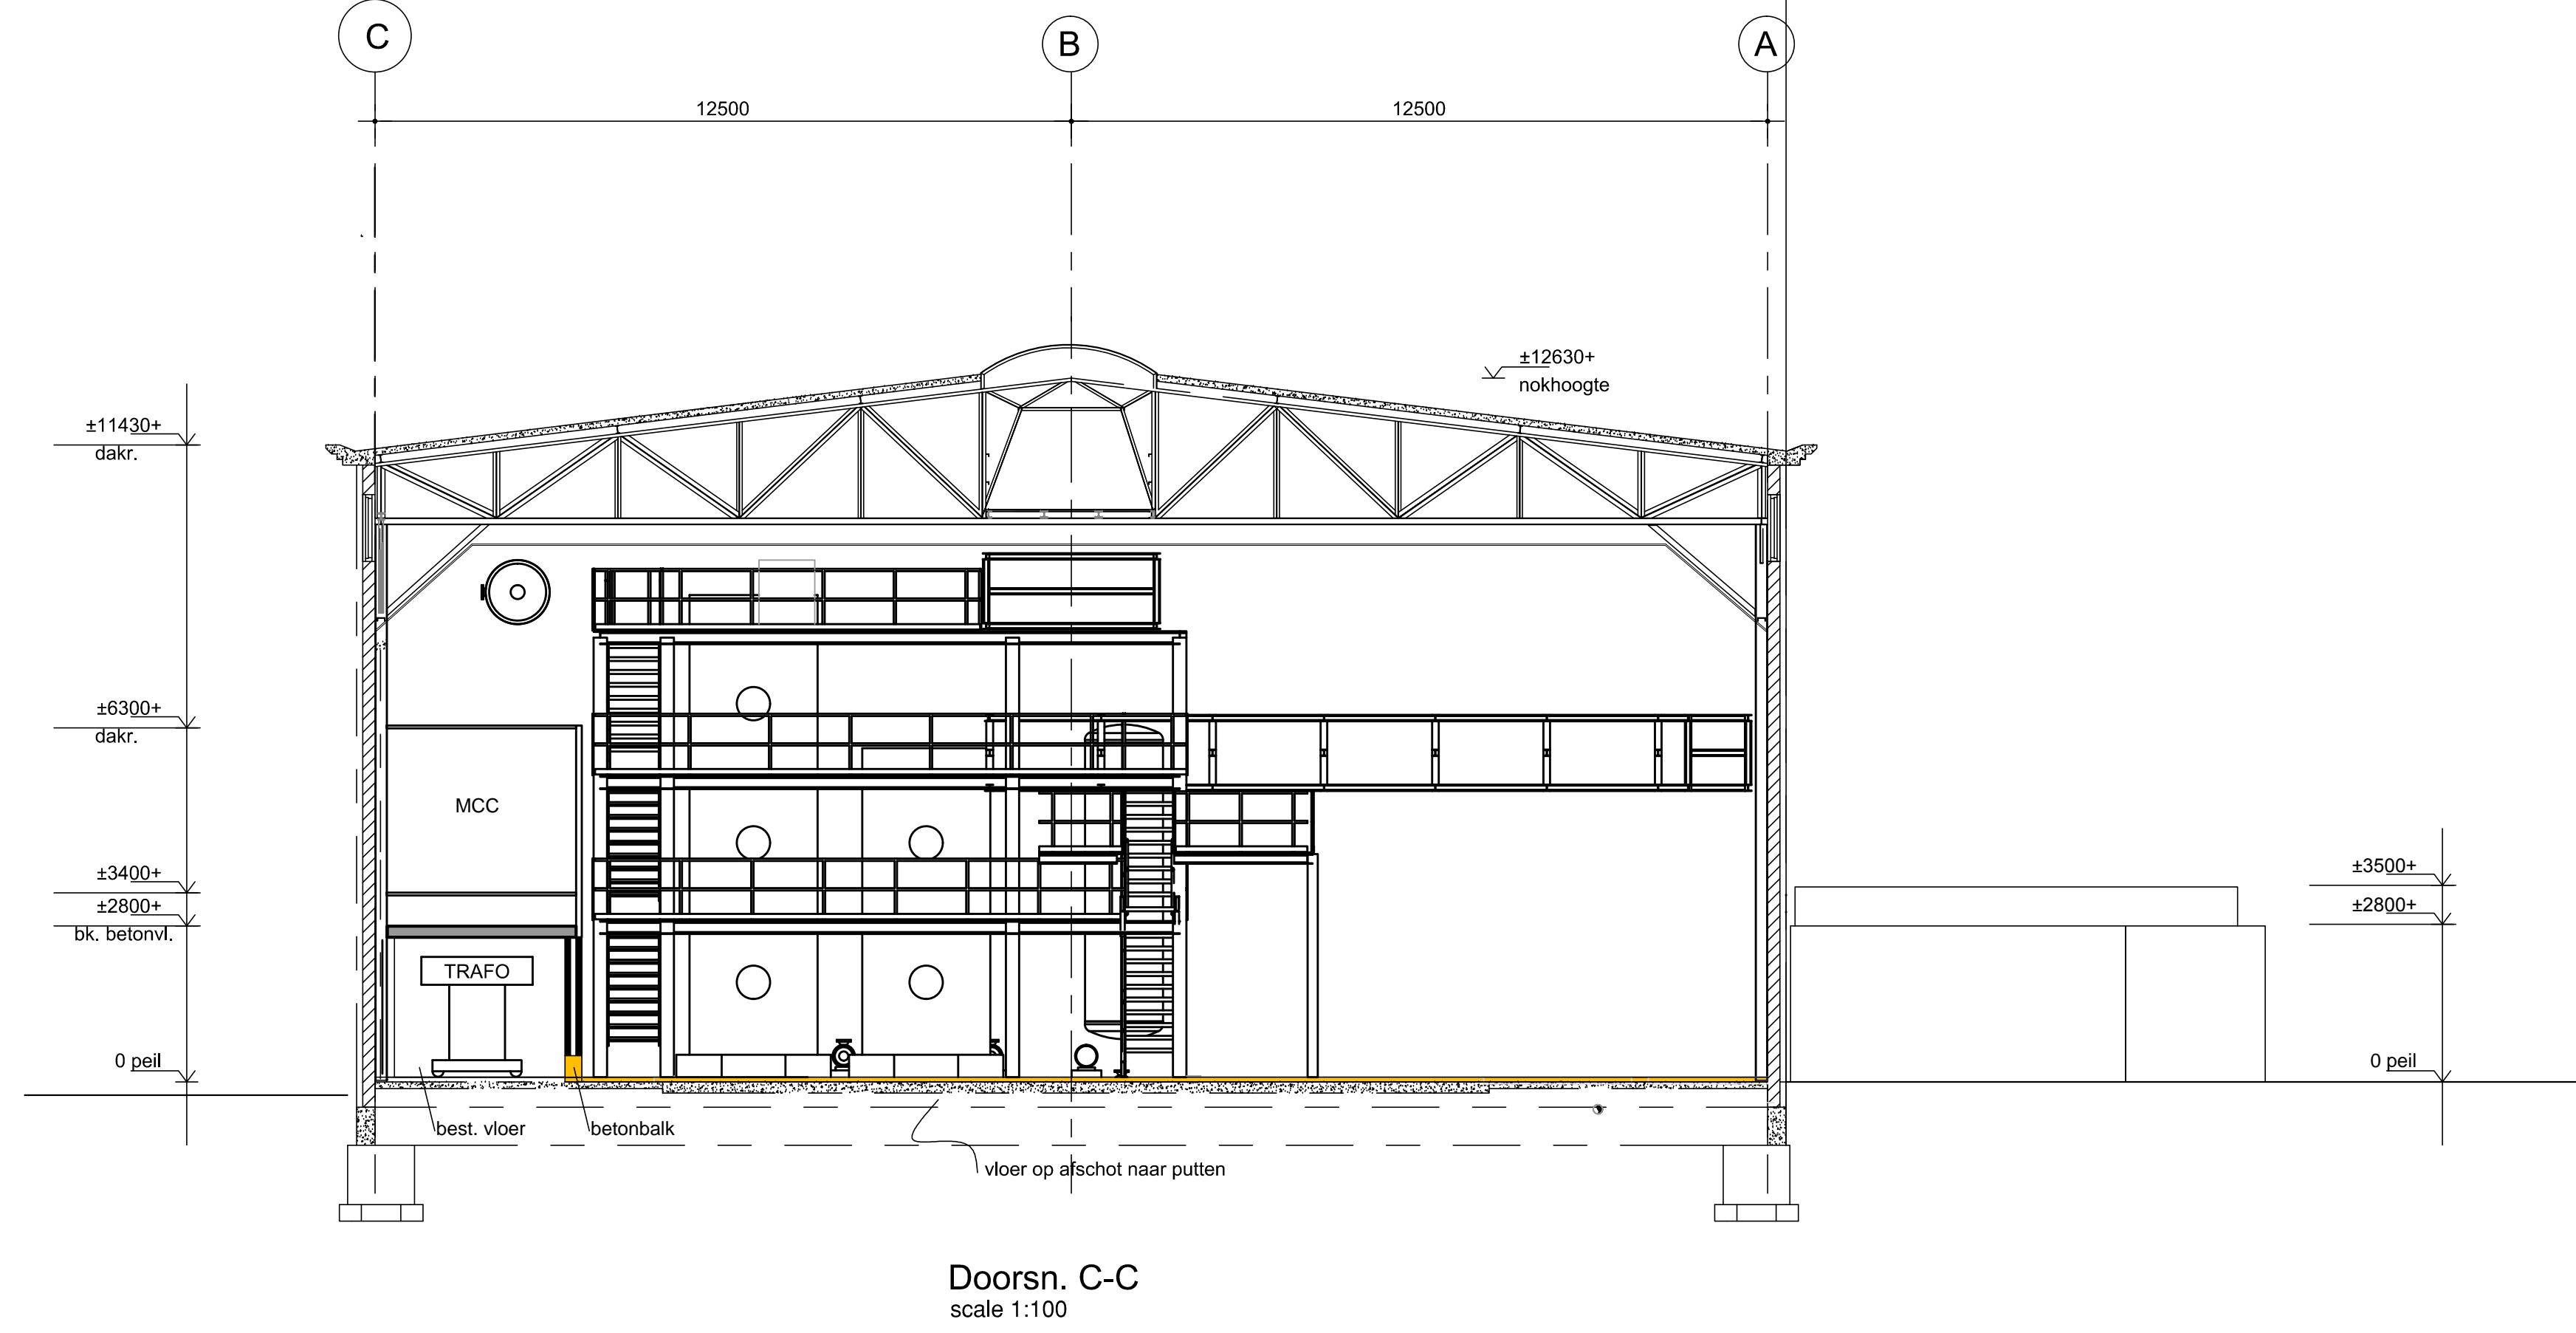 C
B
A
12500
12500
±12630+
nokhoogte
±11430+
dakr.
±6300+
dakr.
MCC
±3400+
±2800+
bk. betonvl.
±3500+
±2800+
TRAFO
0 peil
0 peil
best. vloer
betonbalk
vloer op afschot naar putten
Doorsn. C-C
scale 1:100